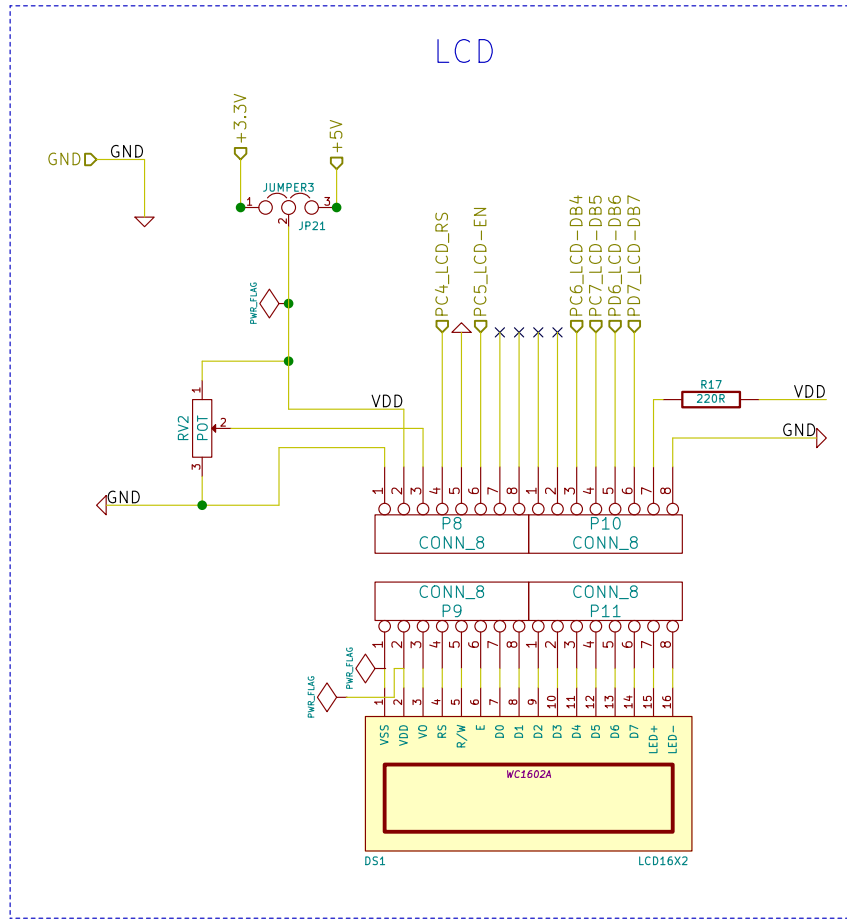 LCD
+3.3V
+5V
GND
GND
JUMPER3
1
3
2
JP21
PC4_LCD_RS
PC5_LCD-EN
PC6_LCD-DB4
PC7_LCD-DB5
PD6_LCD-DB6
PD7_LCD-DB7
PWR_FLAG
R17
220R
VDD
1
RV2
POT
2
3
VDD
GND
GND
1 2 3 4 5 6 7 8 1 2 3 4 5 6 7 8
P8 P10
CONN_8 CONN_8
CONN_8 CONN_8
P9 P11
1 2 3 4 5 6 7 8 1 2 3 4 5 6 7 8
PWR_FLAG
PWR_FLAG
1 2 3 4 5 6 7 8 9 10 11 12 13 14 15 16
VSS VDD VO RS R/W E D0 D1 D2 D3 D4 D5 D6 D7 LED+ LED-
WC1602A
DS1 LCD16X2